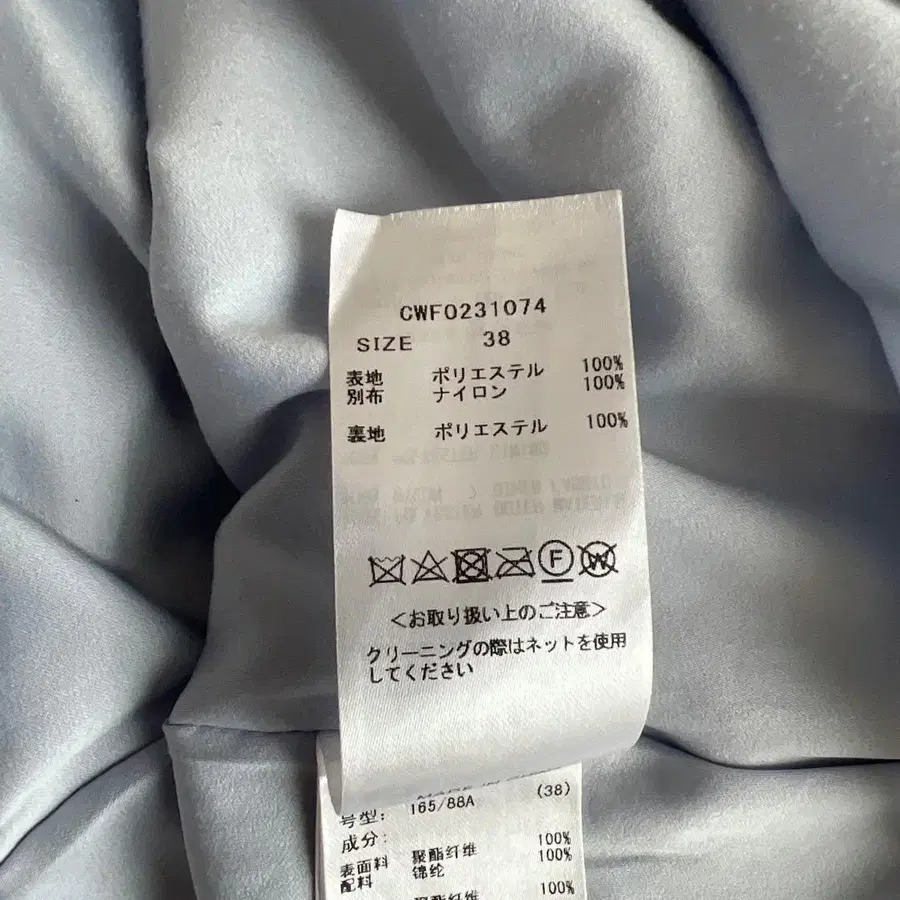 CWF0231074
SIZE 38
表地 ポリエステル 100%
別布 ナイロン 100%
裏地 ポリエステル 100%
F
W
<お取り扱い上のご注意>
クリーニングの際はネットを使用
してください
号型: 165/88A (38)
成分:
表面料 聚酯纤维 100%
配料 锦纶 100%
聚酯纤维 100%